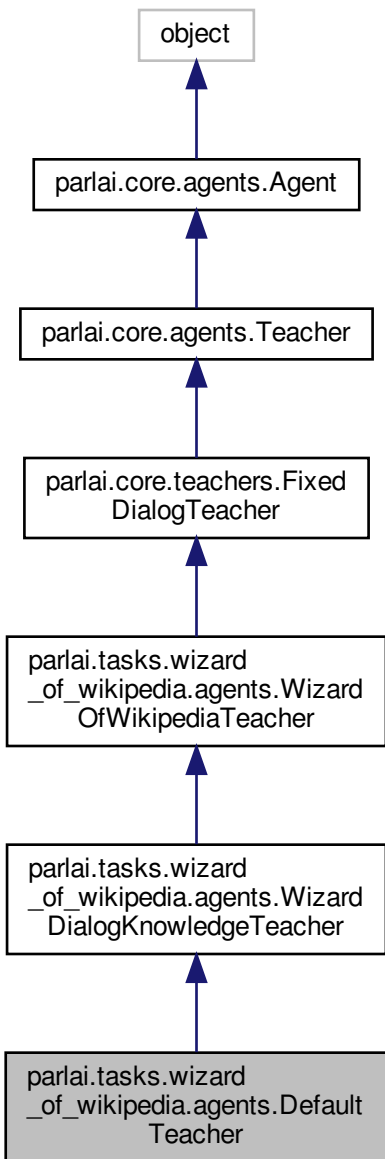 object
parlai.core.agents.Agent
parlai.core.agents.Teacher
parlai.core.teachers.Fixed
DialogTeacher
parlai.tasks.wizard
_of_wikipedia.agents.Wizard
OfWikipediaTeacher
parlai.tasks.wizard
_of_wikipedia.agents.Wizard
DialogKnowledgeTeacher
parlai.tasks.wizard
_of_wikipedia.agents.Default
Teacher